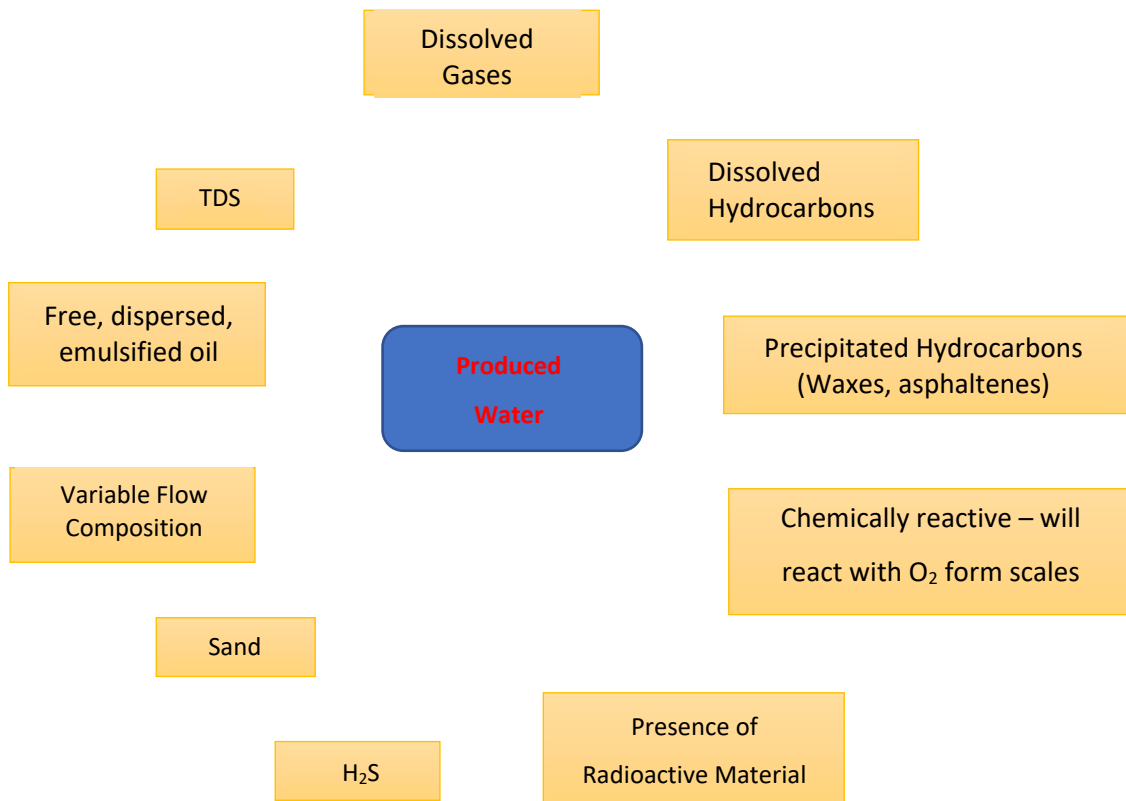 Dissolved
Gases
Dissolved
Hydrocarbons
TDS
Free, dispersed,
emulsified oil
Produced
Water
Precipitated Hydrocarbons
(Waxes, asphaltenes)
Variable Flow
Composition
Chemically reactive – will
react with O₂ form scales
Sand
Presence of
Radioactive Material
H₂S